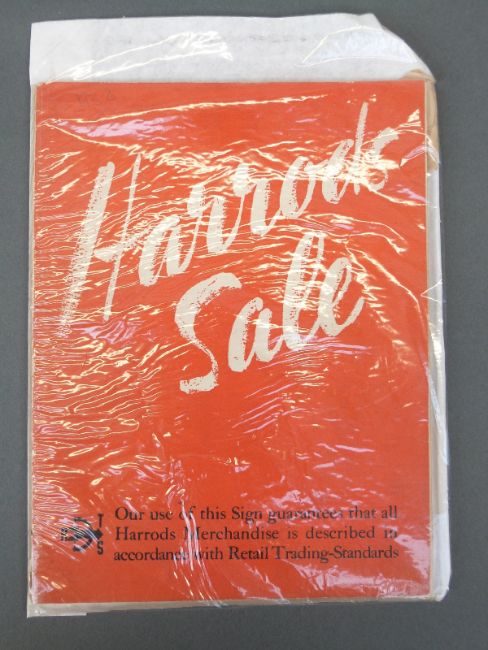 Harrods
Sale
Our use of this Sign guarantees that all
Harrods Merchandise is described in
accordance with Retail Trading-Standards